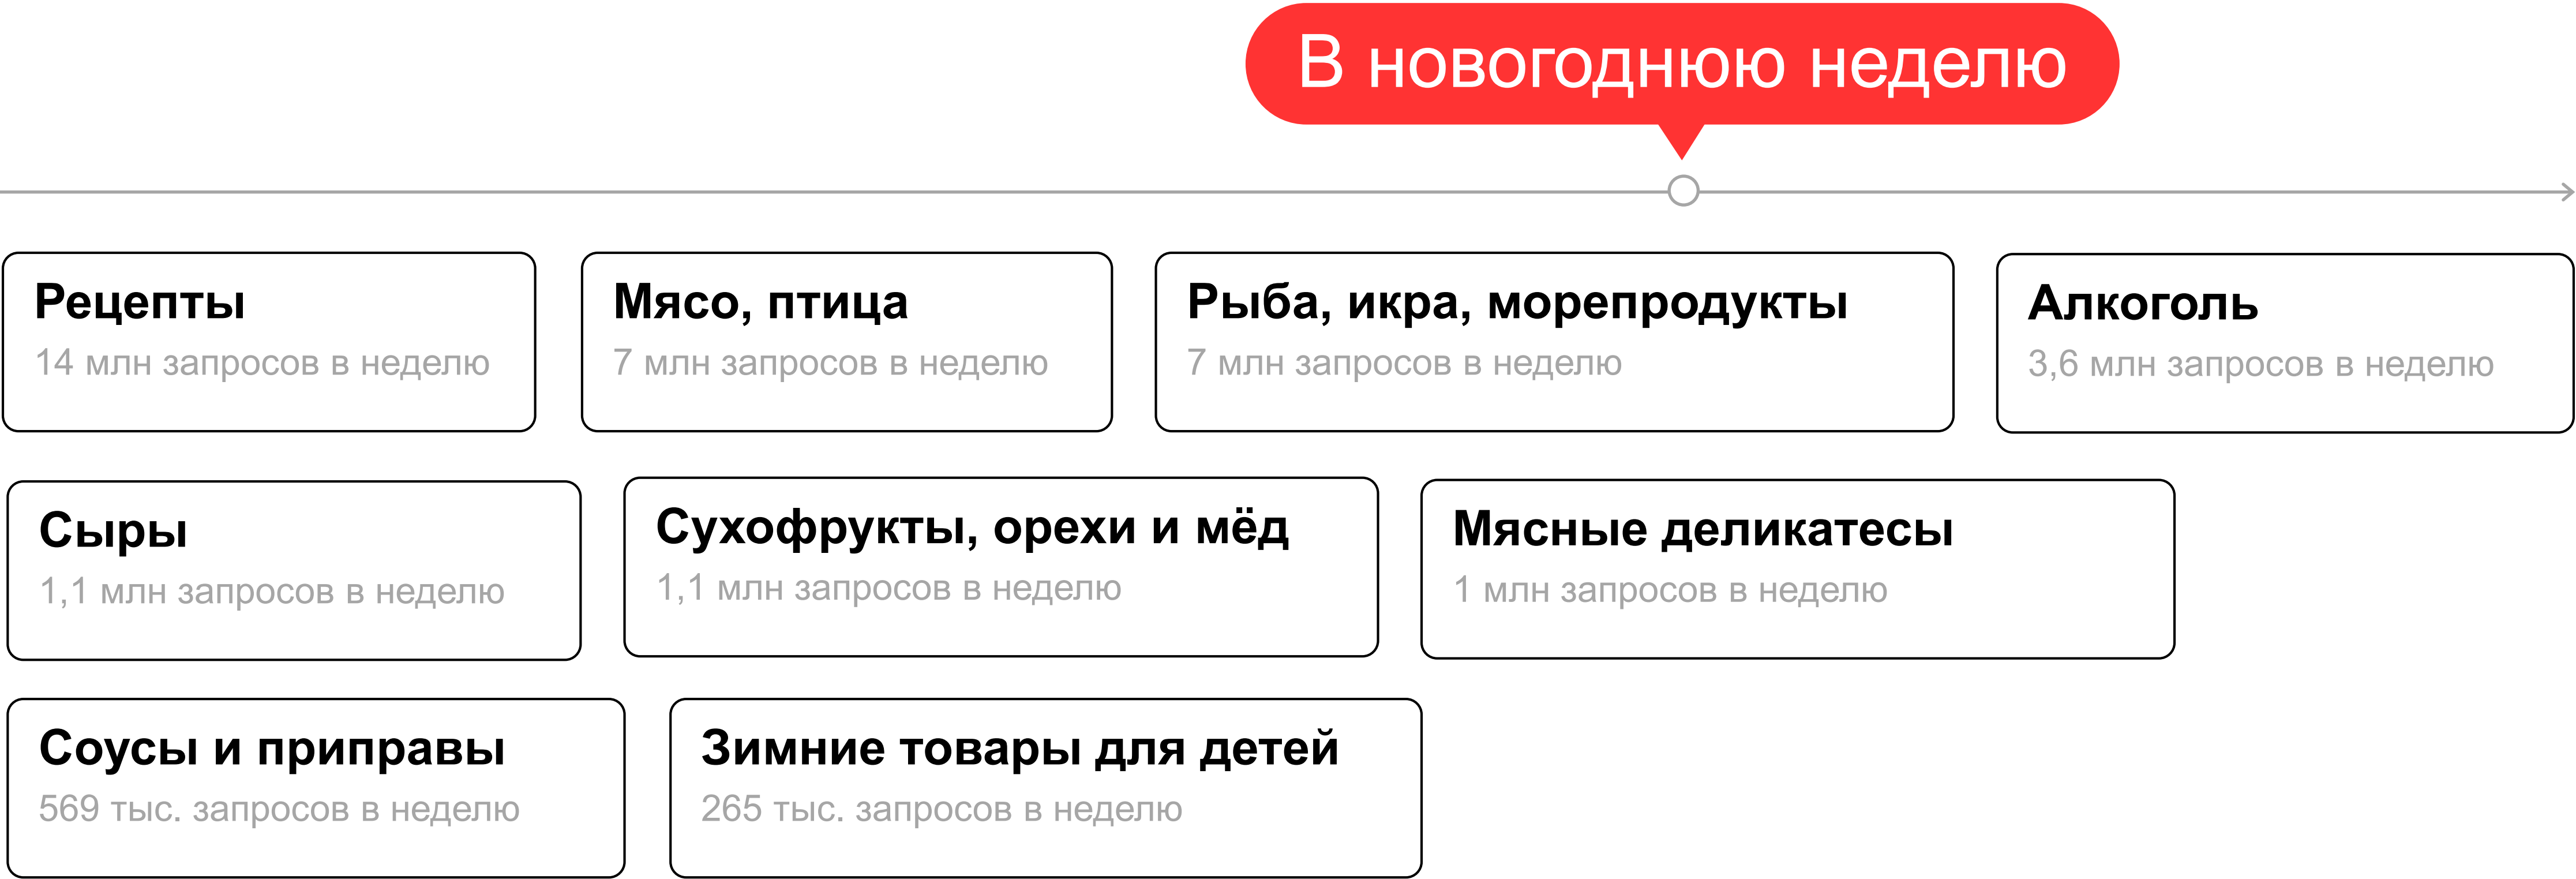 В новогоднюю неделю
Рецепты
14 млн запросов в неделю
Мясо, птица
7 млн запросов в неделю
Рыба, икра, морепродукты
7 млн запросов в неделю
Алкоголь
3,6 млн запросов в неделю
Сыры
1,1 млн запросов в неделю
Сухофрукты, орехи и мёд
1,1 млн запросов в неделю
Мясные деликатесы
1 млн запросов в неделю
Соусы и приправы
569 тыс. запросов в неделю
Зимние товары для детей
265 тыс. запросов в неделю